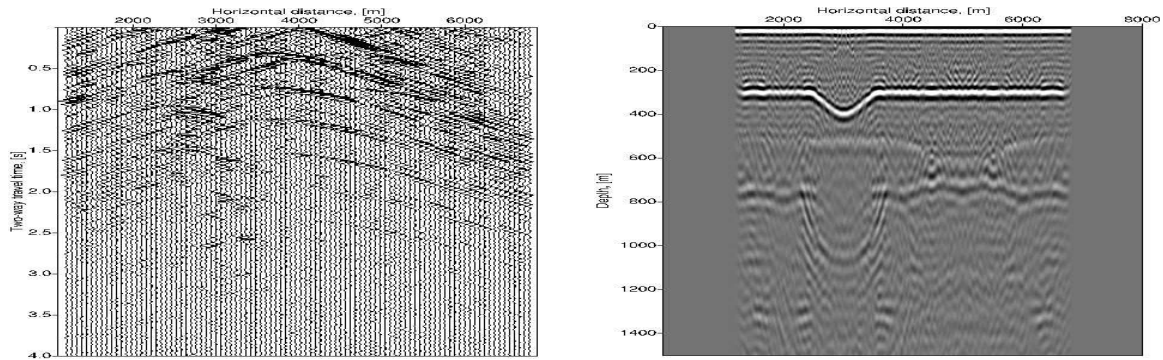 Horizontal distance, [m]
2000 3000 4000 5000 6000
Two-way travel time, [s]
0.5
1.0
1.5
2.0
2.5
3.0
3.5
4.0
Horizontal distance, [m]
2000 4000 6000 8000
Depth, [m]
0
200
400
600
800
1000
1200
1400